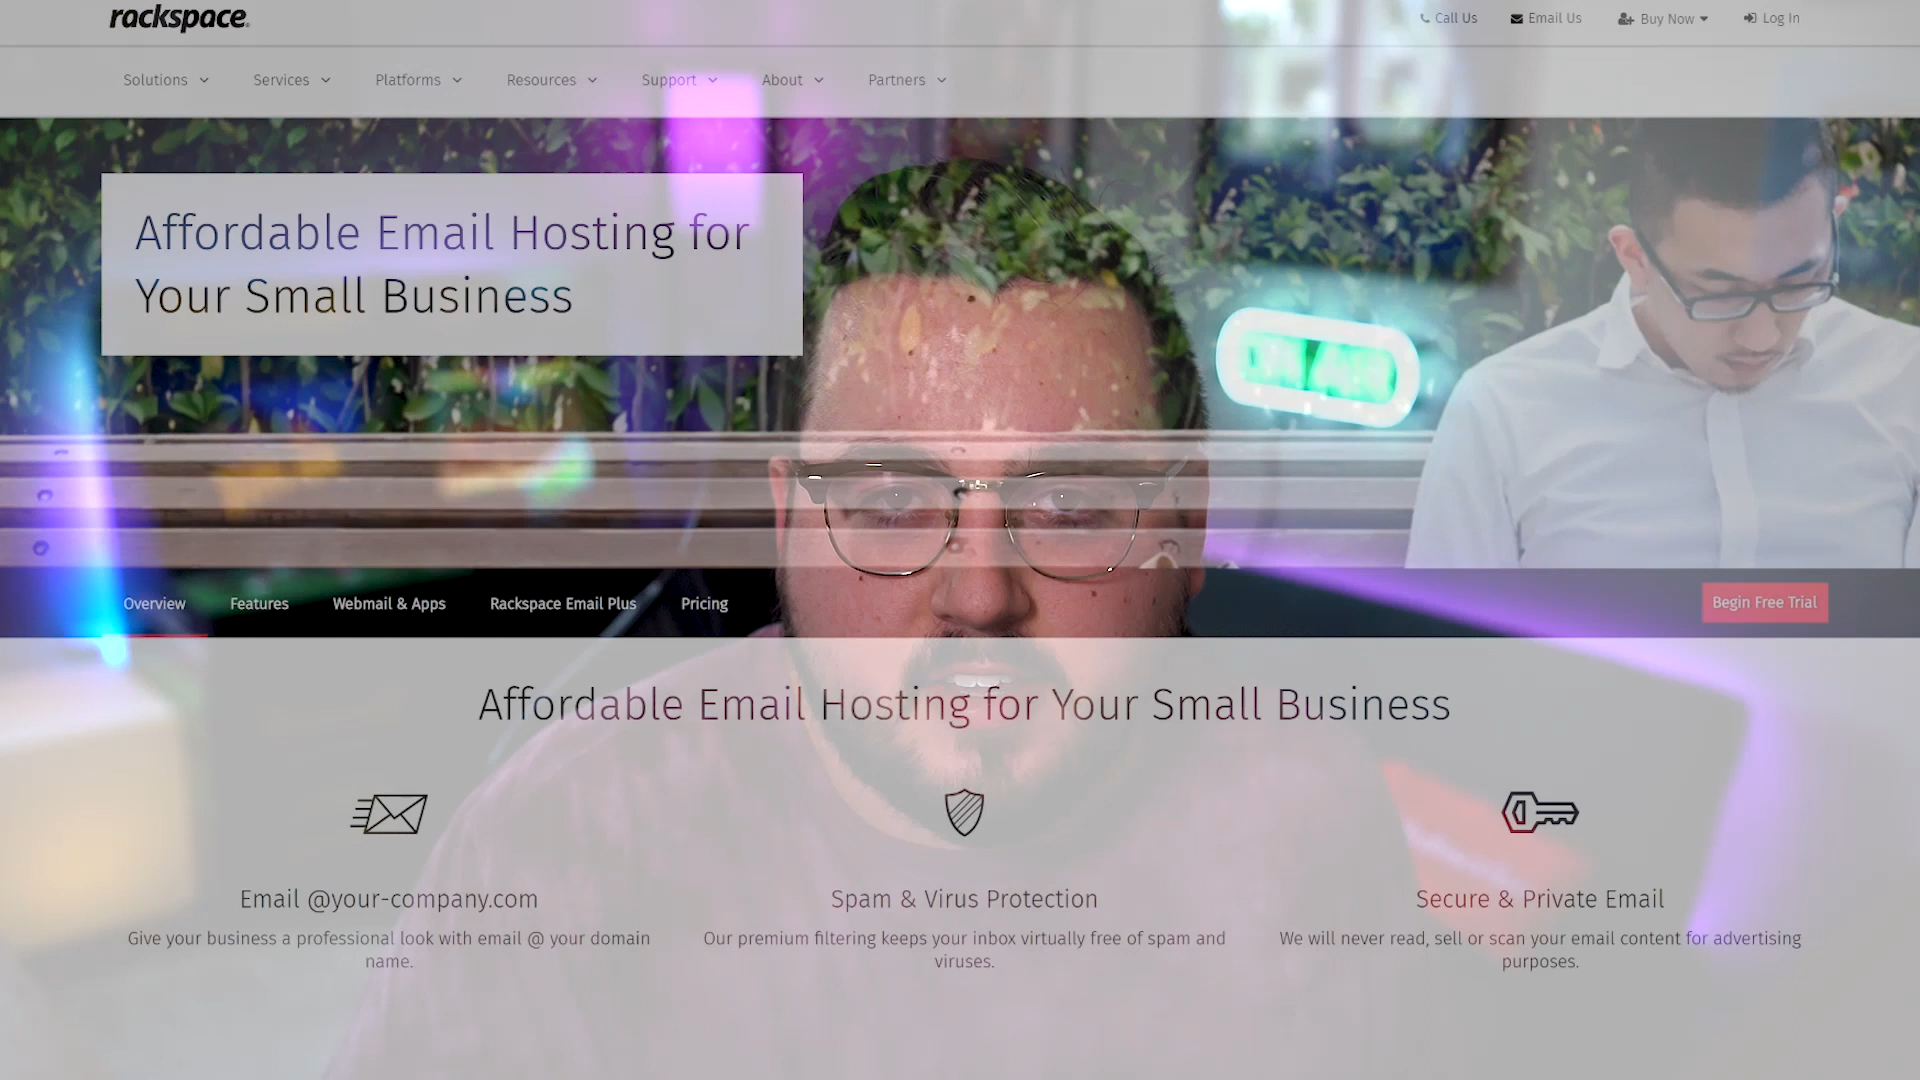 rackspace
Call Us
Email Us
Buy Now
Log In
Solutions
Services
Platforms
Resources
Support
About
Partners
Affordable Email Hosting for
Your Small Business
ON AIR
Overview
Features
Webmail & Apps
Rackspace Email Plus
Pricing
Begin Free Trial
Affordable Email Hosting for Your Small Business
Email @your-company.com
Give your business a professional look with email @ your domain
name.
Spam & Virus Protection
Our premium filtering keeps your inbox virtually free of spam and
viruses.
Secure & Private Email
We will never read, sell or scan your email content for advertising
purposes.